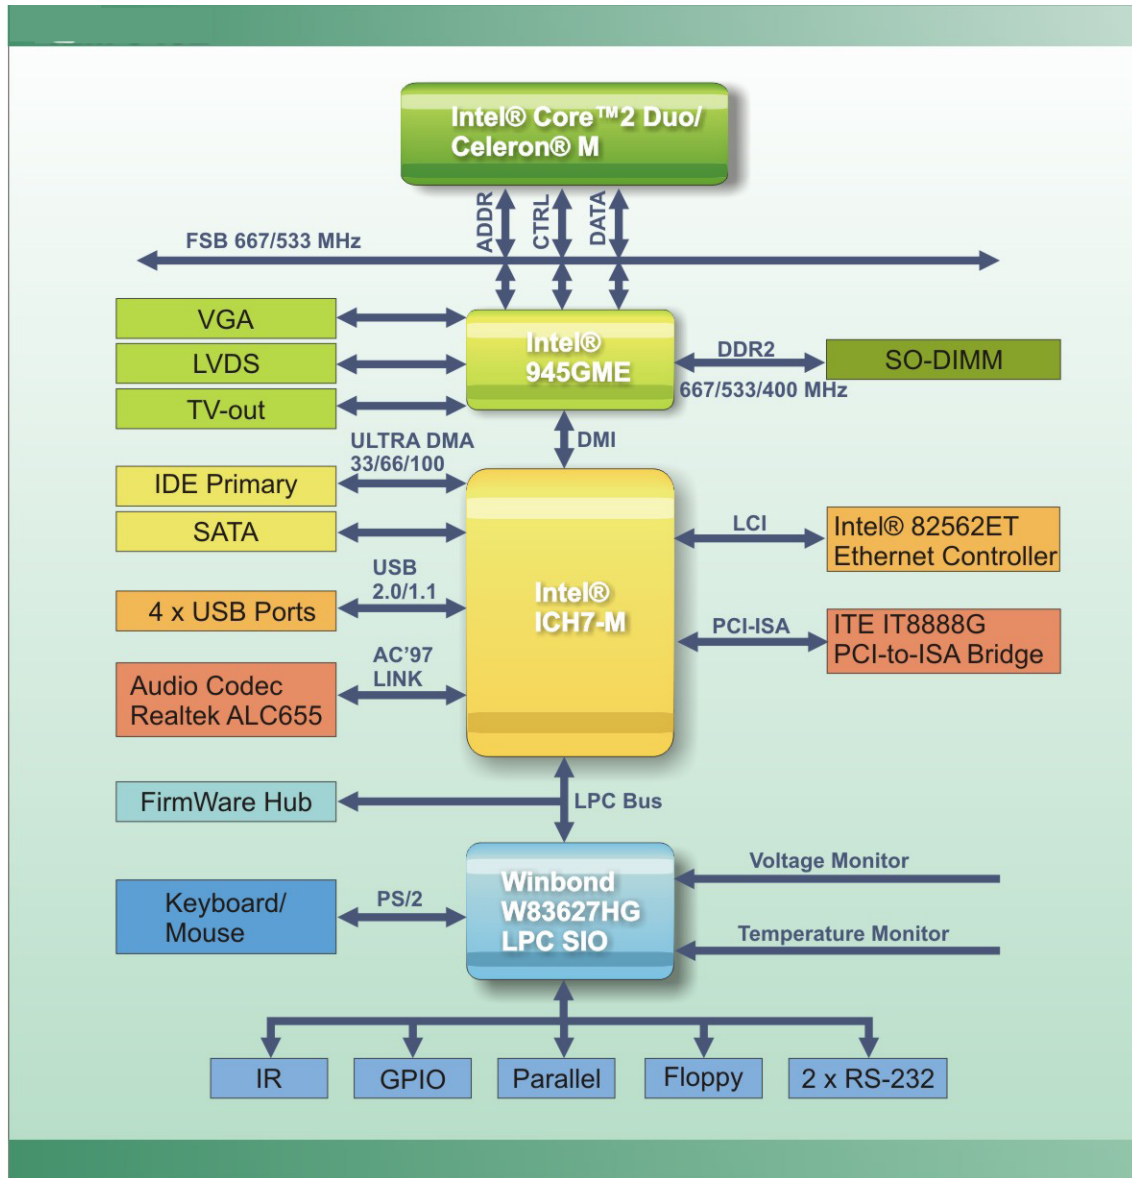 Intel® Core™2 Duo/
Celeron® M
ADDR
CTRL
DATA
FSB 667/533 MHz
VGA
LVDS
TV-out
Intel®
945GME
DDR2
667/533/400 MHz
SO-DIMM
DMI
ULTRA DMA
33/66/100
IDE Primary
SATA
USB
2.0/1.1
4 x USB Ports
AC'97
LINK
Audio Codec
Realtek ALC655
Intel®
ICH7-M
LCI
Intel® 82562ET
Ethernet Controller
PCI-ISA
ITE IT8888G
PCI-to-ISA Bridge
FirmWare Hub
LPC Bus
Keyboard/
Mouse
PS/2
Winbond
W83627HG
LPC SIO
Voltage Monitor
Temperature Monitor
IR
GPIO
Parallel
Floppy
2 x RS-232